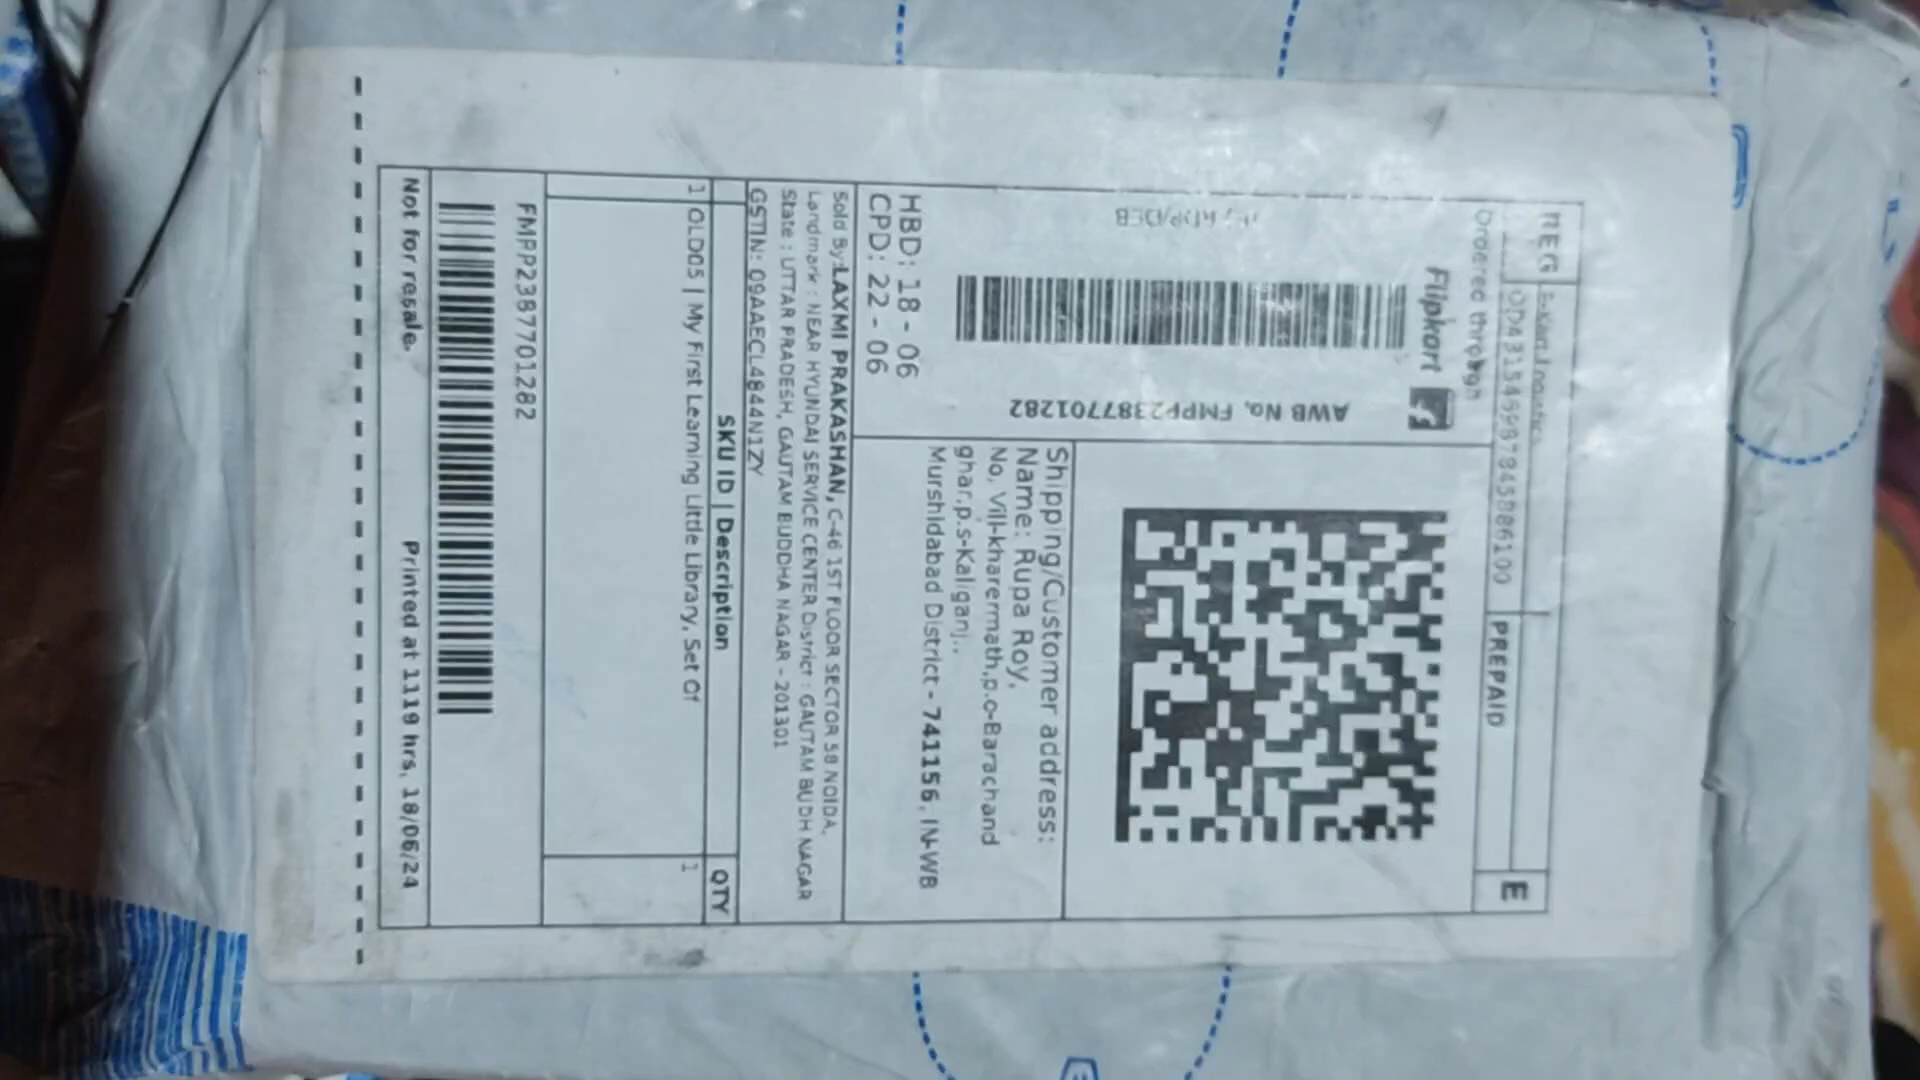 E-Kart Logistics
OD431549987845886100
PREPAID
E
Ordered through
Flipkart
AWB No. FMPP2387701282
HBD: 18 - 06
CPD: 22 - 06
Shipping/Customer address:
Name: Rupa Roy,
No, Vill-kharermath,p.o-Barachand
ghar,p.s-Kaliganj,.
Murshidabad District - 741156, IN-WB
Sold By:LAXMI PRAKASHAN, C-46 1ST FLOOR SECTOR 58 NOIDA,
Landmark : NEAR HYUNDAI SERVICE CENTER District : GAUTAM BUDH NAGAR
State : UTTAR PRADESH, GAUTAM BUDDHA NAGAR - 201301
GSTIN: 09AAECL4844N1ZY
SKU ID | Description QTY
1 OLD05 | My First Learning Little Library, Set Of 1
FMPP2387701282
Not for resale. Printed at 1119 hrs, 18/06/24